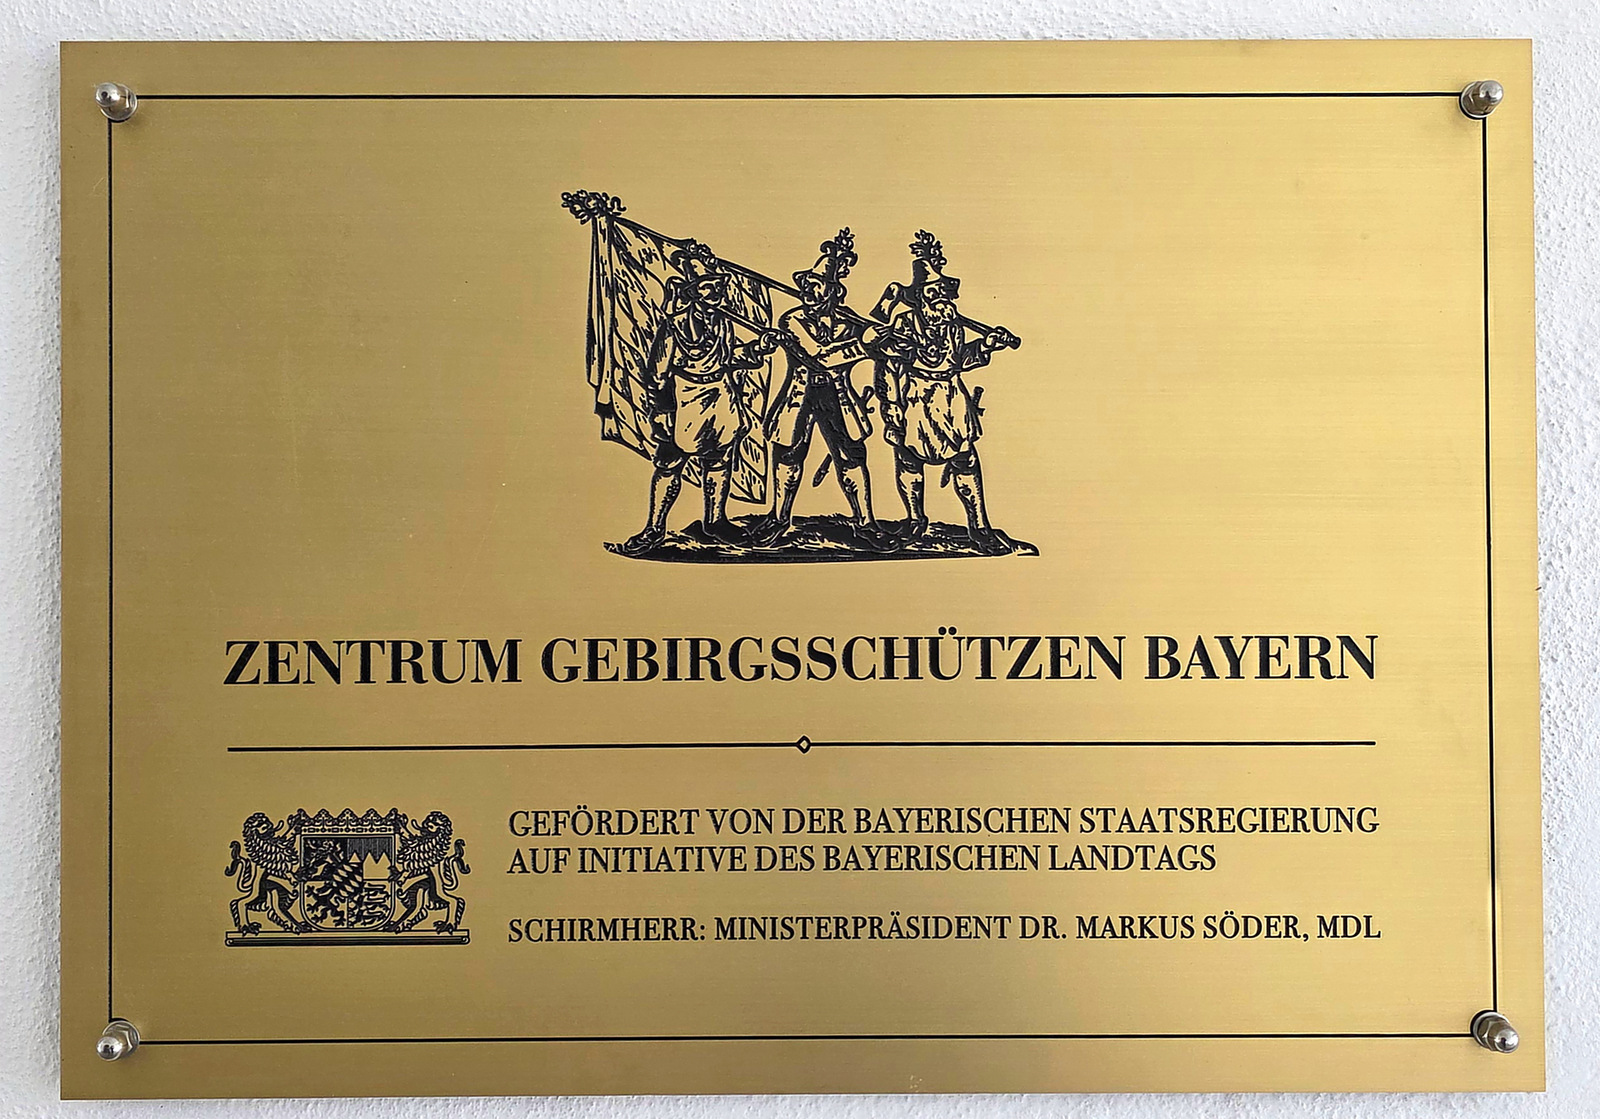 ZENTRUM GEBIRGSSCHÜTZEN BAYERN
GEFÖRDERT VON DER BAYERISCHEN STAATSREGIERUNG
AUF INITIATIVE DES BAYERISCHEN LANDTAGS
SCHIRMHERR: MINISTERPRÄSIDENT DR. MARKUS SÖDER, MDL